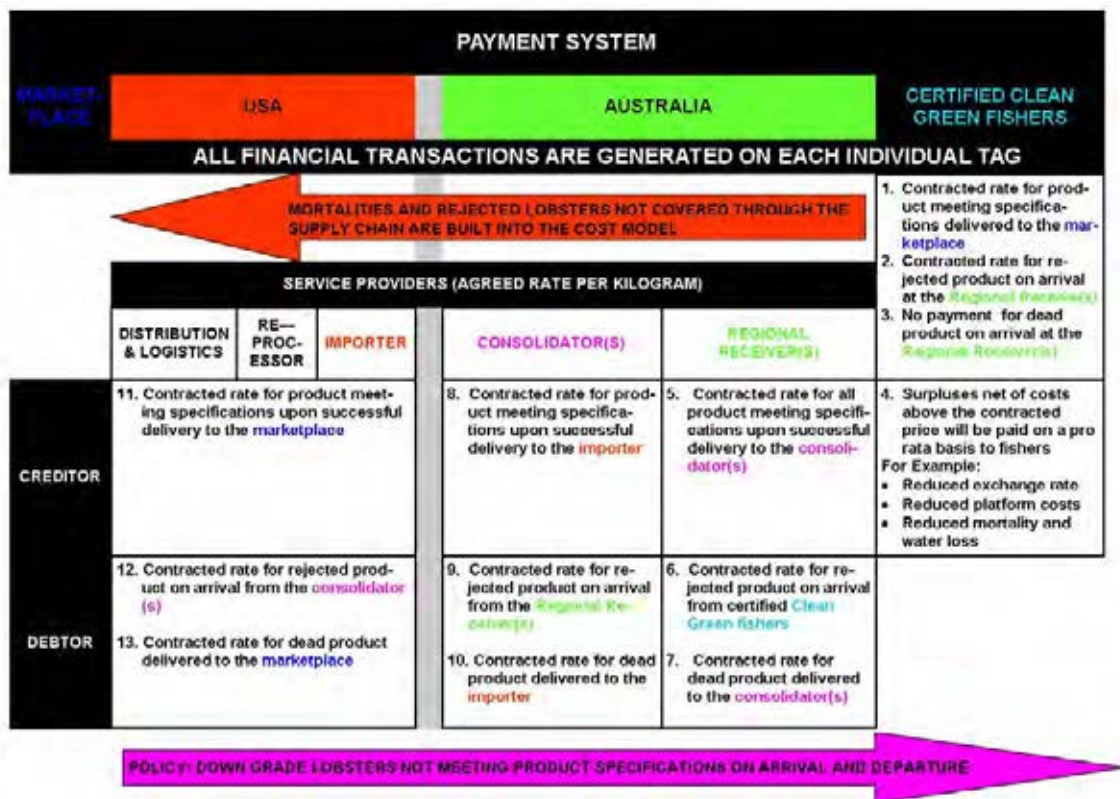 PAYMENT SYSTEM
MARKET-
PLACE
USA
AUSTRALIA
CERTIFIED CLEAN
GREEN FISHERS
ALL FINANCIAL TRANSACTIONS ARE GENERATED ON EACH INDIVIDUAL TAG
MORTALITIES AND REJECTED LOBSTERS NOT COVERED THROUGH THE
SUPPLY CHAIN ARE BUILT INTO THE COST MODEL
1. Contracted rate for prod-
uct meeting specifica-
tions delivered to the mar-
ketplace
2. Contracted rate for re-
jected product on arrival
at the Regional Receiver(s)
3. No payment for dead
product on arrival at the
Regional Receiver(s)
SERVICE PROVIDERS (AGREED RATE PER KILOGRAM)
DISTRIBUTION
& LOGISTICS
RE—
PROC-
ESSOR
IMPORTER
CONSOLIDATOR(S)
REGIONAL
RECEIVER(S)
CREDITOR
11. Contracted rate for product meet-
ing specifications upon successful
delivery to the marketplace
8. Contracted rate for prod-
uct meeting specifica-
tions upon successful
delivery to the importer
5. Contracted rate for all
product meeting specifi-
cations upon successful
delivery to the consoli-
dator(s)
4. Surpluses net of costs
above the contracted
price will be paid on a pro
rata basis to fishers
For Example:
• Reduced exchange rate
• Reduced platform costs
• Reduced mortality and
water loss
DEBTOR
12. Contracted rate for rejected prod-
uct on arrival from the consolidator
(s)
13. Contracted rate for dead product
delivered to the marketplace
9. Contracted rate for re-
jected product on arrival
from the Regional Re-
ceiver(s)
10. Contracted rate for dead
product delivered to the
importer
6. Contracted rate for re-
jected product on arrival
from certified Clean
Green fishers
7. Contracted rate for
dead product delivered
to the consolidator(s)
POLICY: DOWN GRADE LOBSTERS NOT MEETING PRODUCT SPECIFICATIONS ON ARRIVAL AND DEPARTURE